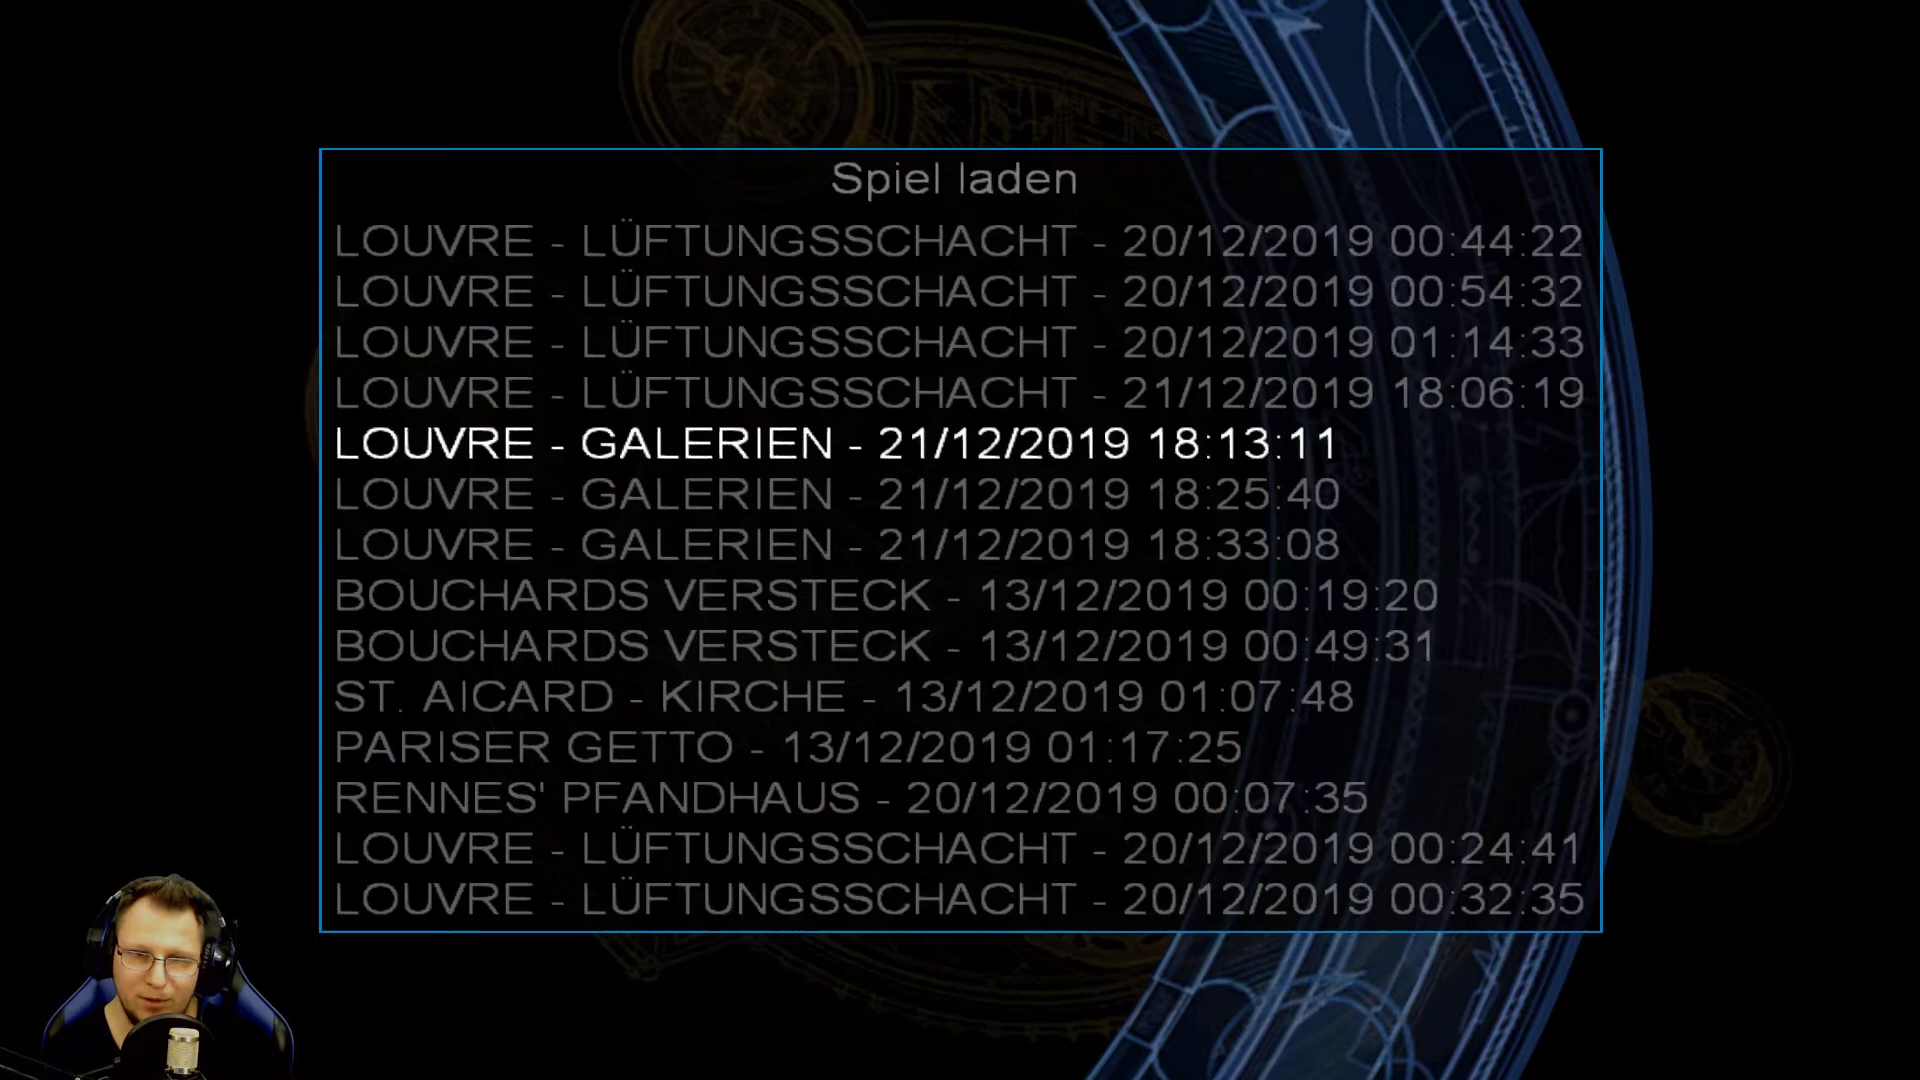 Spiel laden
LOUVRE - LÜFTUNGSSCHACHT - 20/12/2019 00:44:22
LOUVRE - LÜFTUNGSSCHACHT - 20/12/2019 00:54:32
LOUVRE - LÜFTUNGSSCHACHT - 20/12/2019 01:14:33
LOUVRE - LÜFTUNGSSCHACHT - 21/12/2019 18:06:19
LOUVRE - GALERIEN - 21/12/2019 18:13:11
LOUVRE - GALERIEN - 21/12/2019 18:25:40
LOUVRE - GALERIEN - 21/12/2019 18:33:08
BOUCHARDS VERSTECK - 13/12/2019 00:19:20
BOUCHARDS VERSTECK - 13/12/2019 00:49:31
ST. AICARD - KIRCHE - 13/12/2019 01:07:48
PARISER GETTO - 13/12/2019 01:17:25
RENNES' PFANDHAUS - 20/12/2019 00:07:35
LOUVRE - LÜFTUNGSSCHACHT - 20/12/2019 00:24:41
LOUVRE - LÜFTUNGSSCHACHT - 20/12/2019 00:32:35